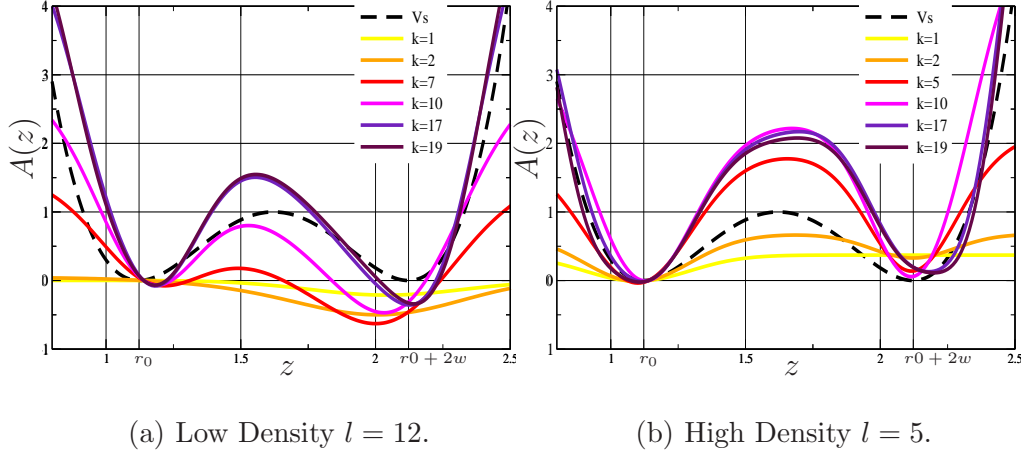 4
3
2
1
0
1
A(z)
1
r₀
1.5
z
2
r0 + 2w
2.5
Vs
k=1
k=2
k=7
k=10
k=17
k=19
(a) Low Density l = 12.
4
3
2
1
0
1
A(z)
1
r₀
1.5
z
2
r0 + 2w
2.5
Vs
k=1
k=2
k=5
k=10
k=17
k=19
(b) High Density l = 5.